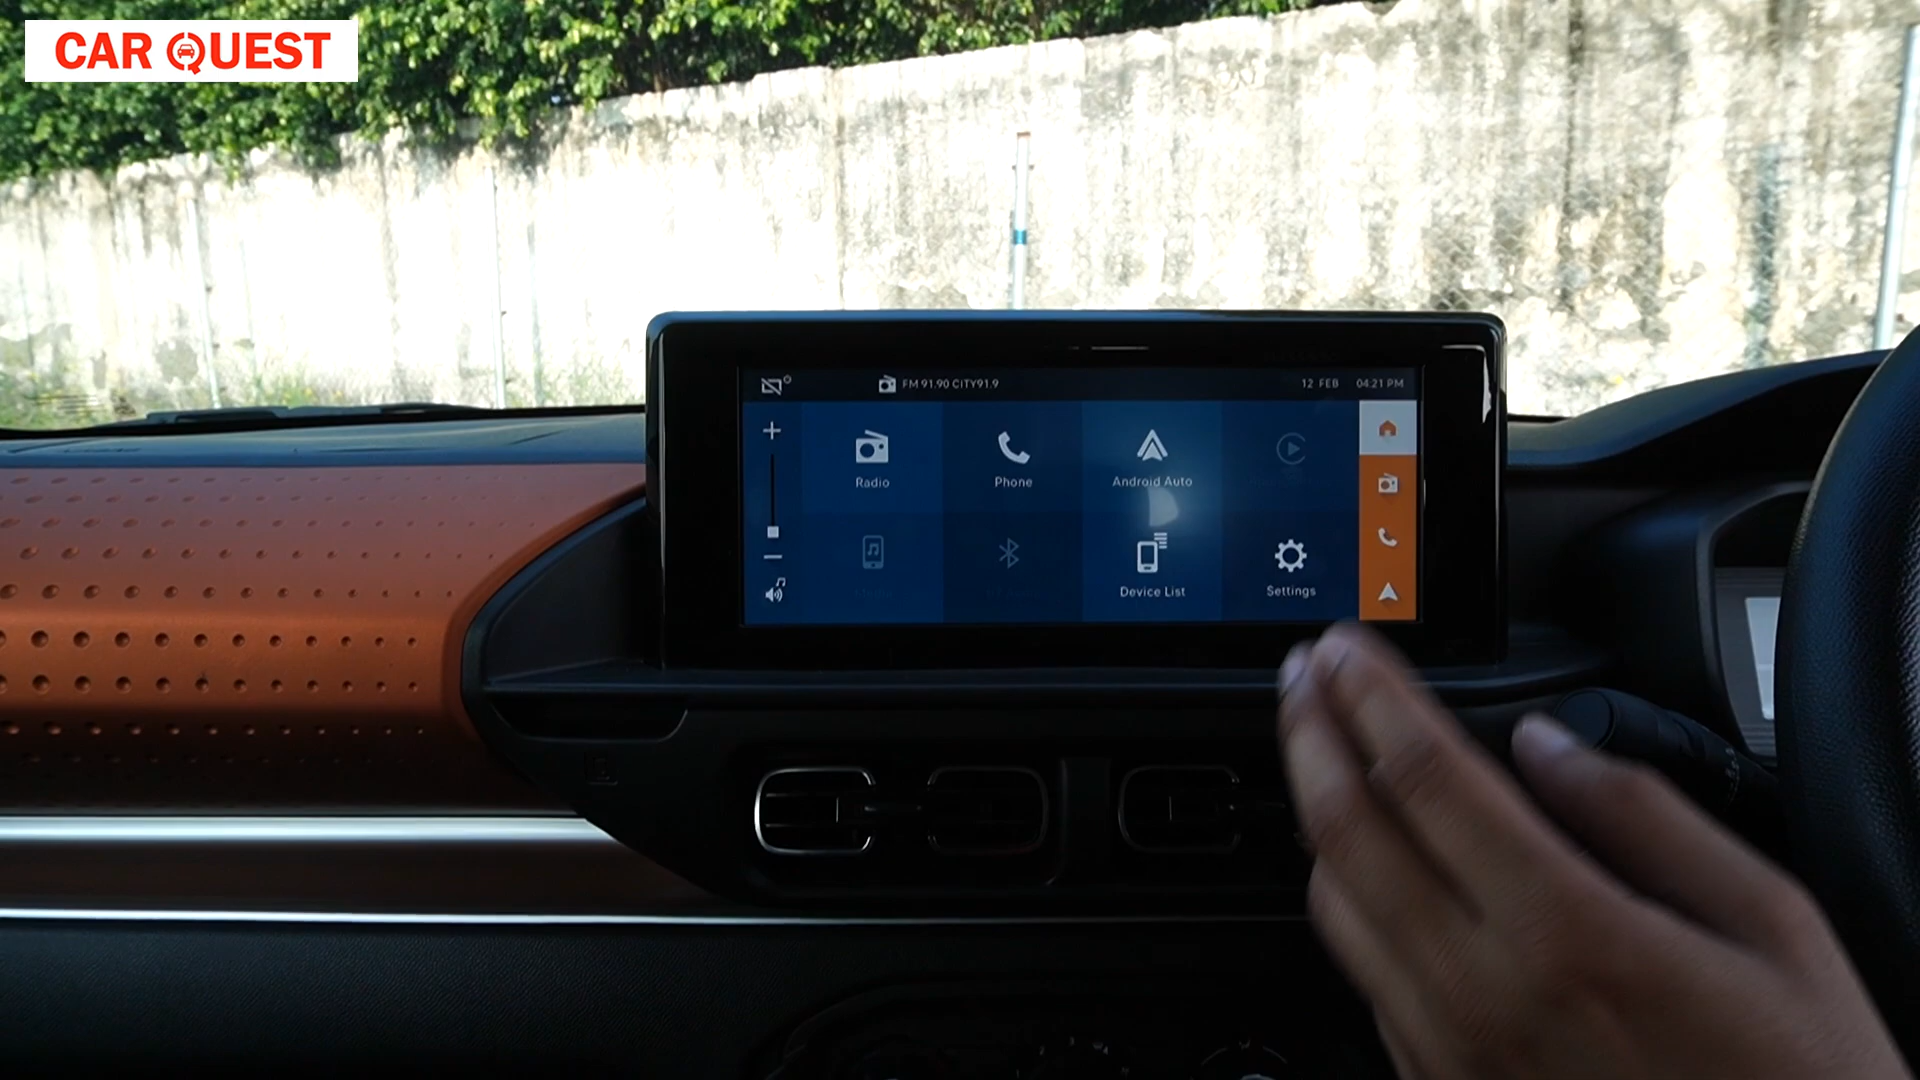 CAR QUEST
FM 91.90 CITY91.9
12 FEB 04:21 PM
Radio
Phone
Android Auto
Device List
Settings